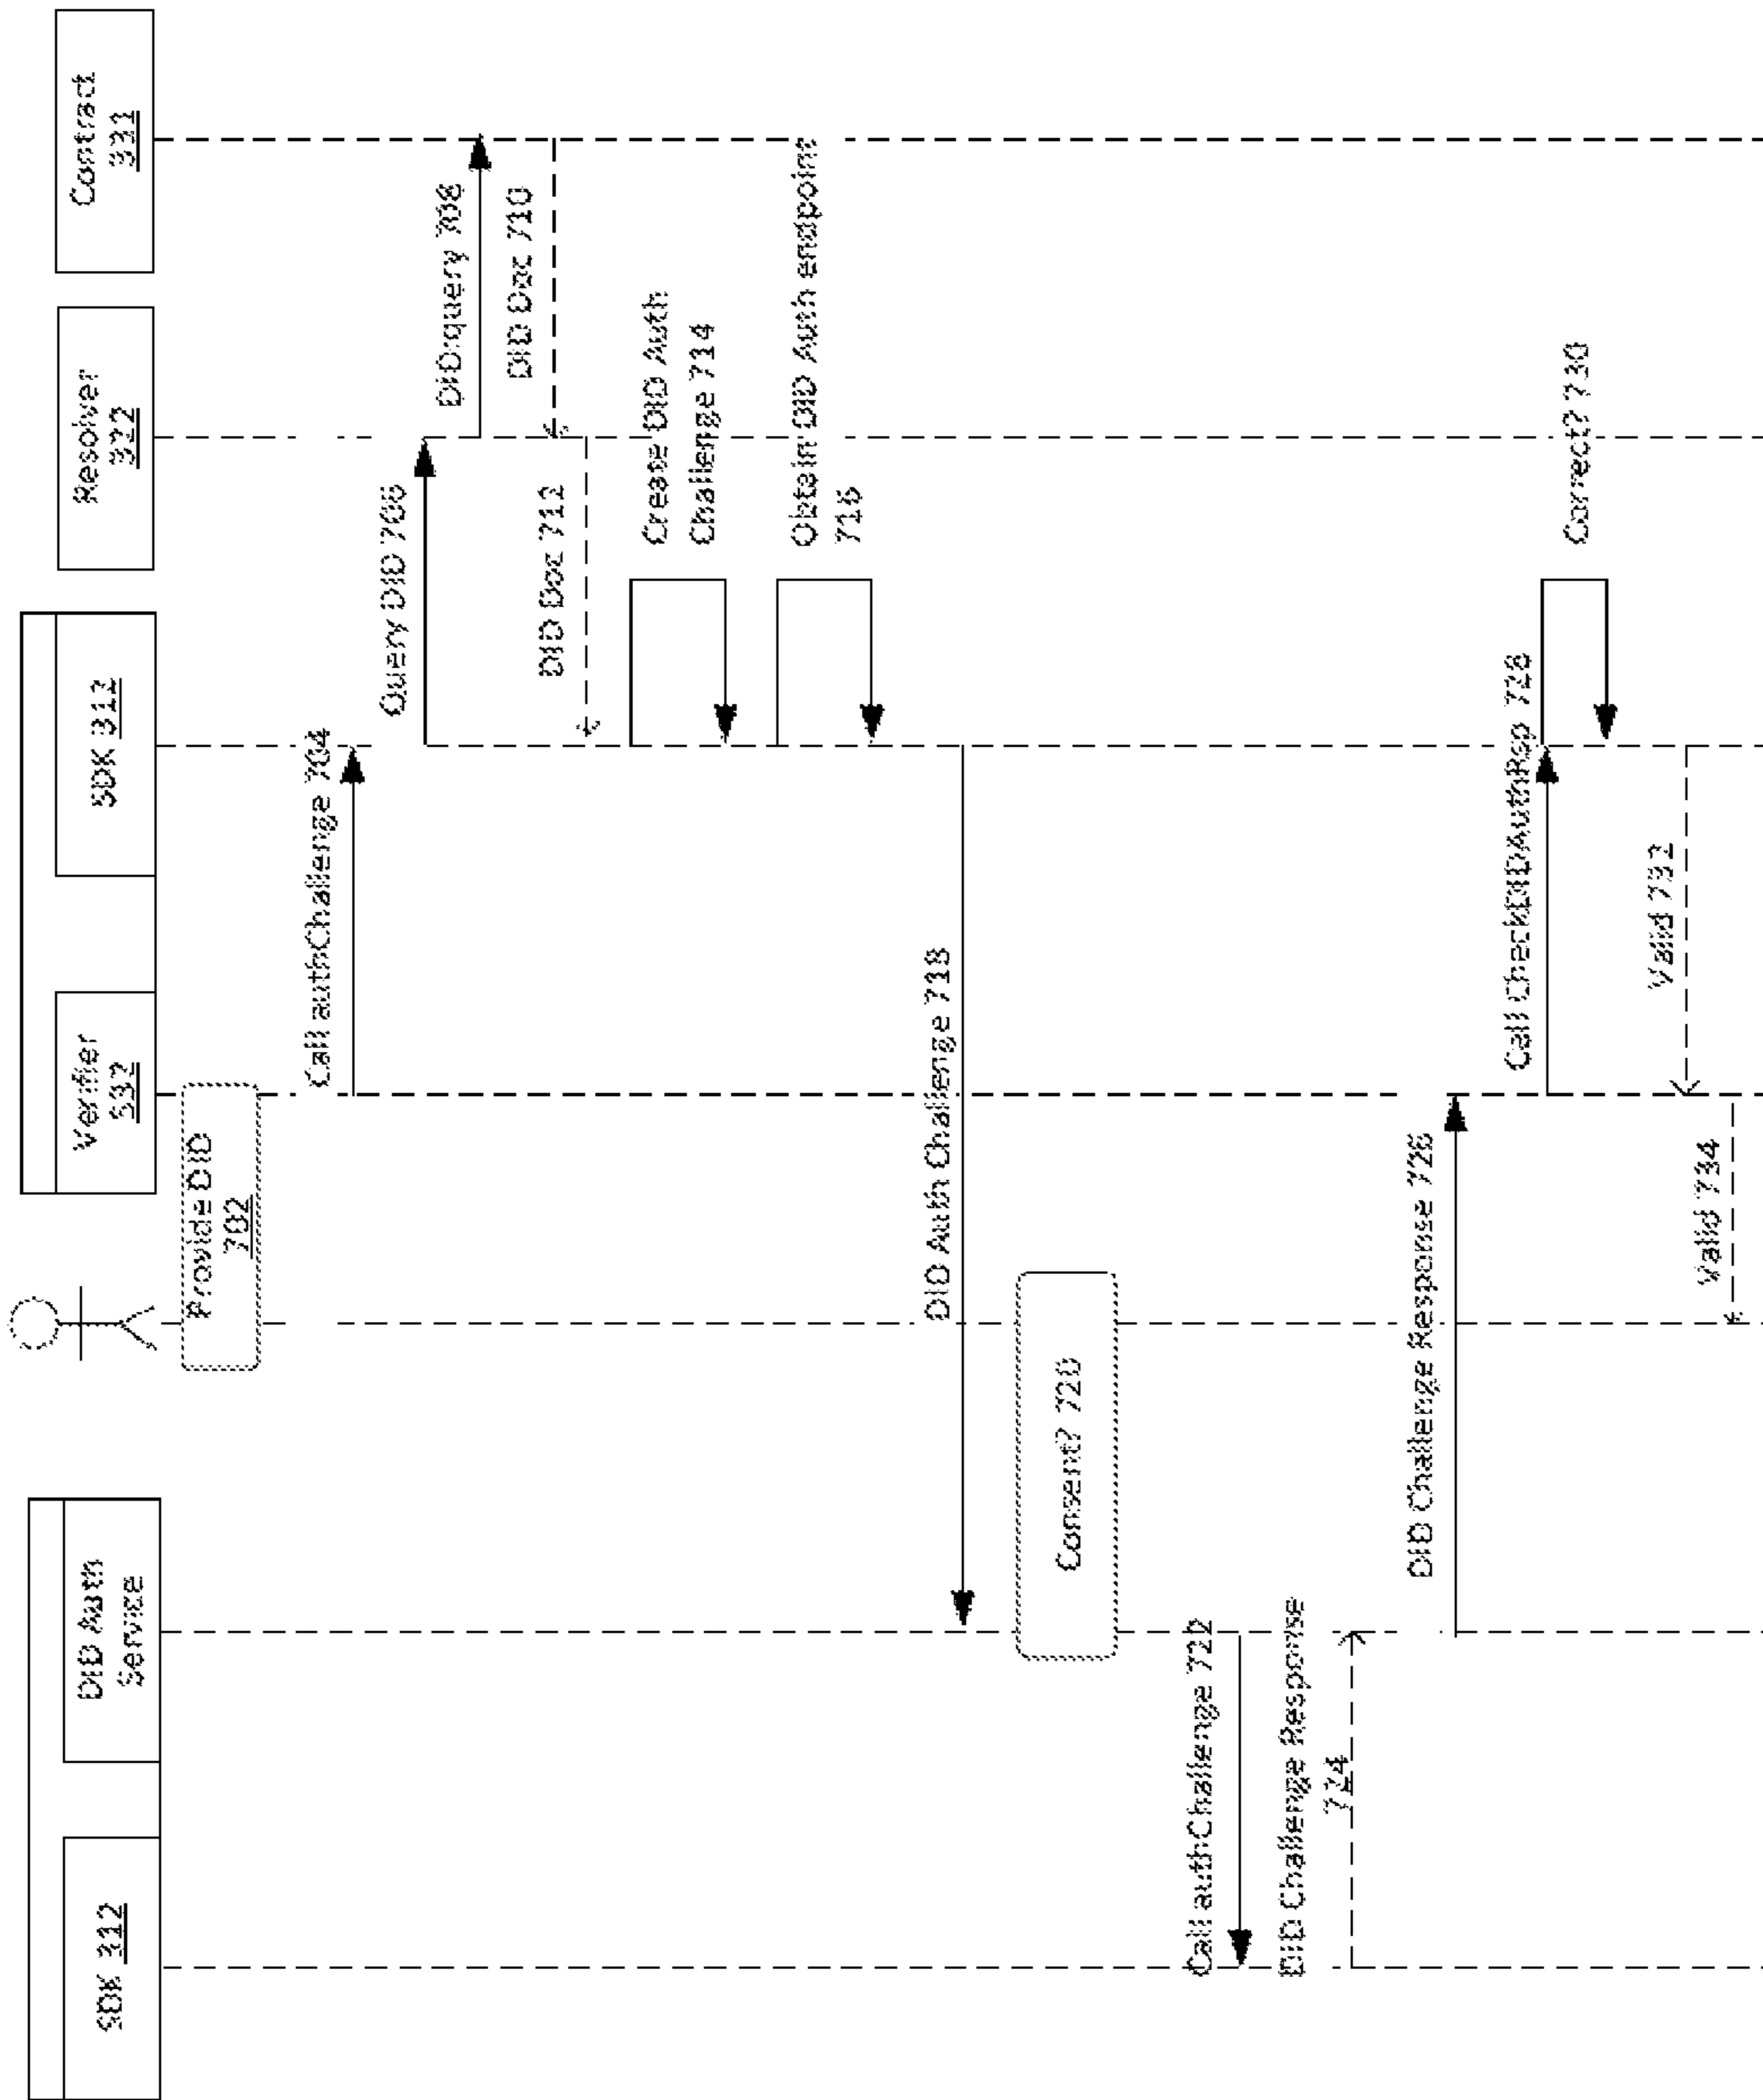 SDK 312
DID Auth
Service
Verifier
532
SDK 312
Resolver
322
Contract
331
Provide DID
702
Call authChallenge 704
Query DID 706
DID query 708
DID Doc 710
DID Doc 712
Create DID Auth
Challenge 714
Obtain DID Auth endpoint
716
DID Auth Challenge 718
Consent? 720
Call authChallenge 722
DID Challenge Response
724
DID Challenge Response 726
Call CheckDIDAuthRsp 728
Correct? 730
Valid 732
Valid 734